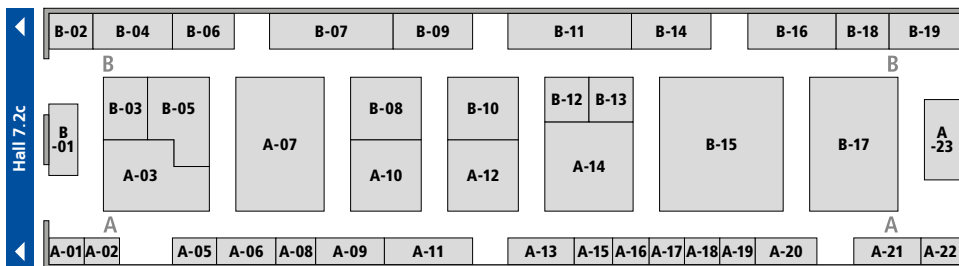 Hall 7.2c
B-02 B-04 B-06 B-07 B-09 B-11 B-14 B-16 B-18 B-19
B B
B-03 B-05 B-08 B-10 B-12 B-13
B
-01
A-07 B-15 B-17
A
-23
A-03 A-10 A-12 A-14
A A
A-01 A-02 A-05 A-06 A-08 A-09 A-11 A-13 A-15 A-16 A-17 A-18 A-19 A-20 A-21 A-22